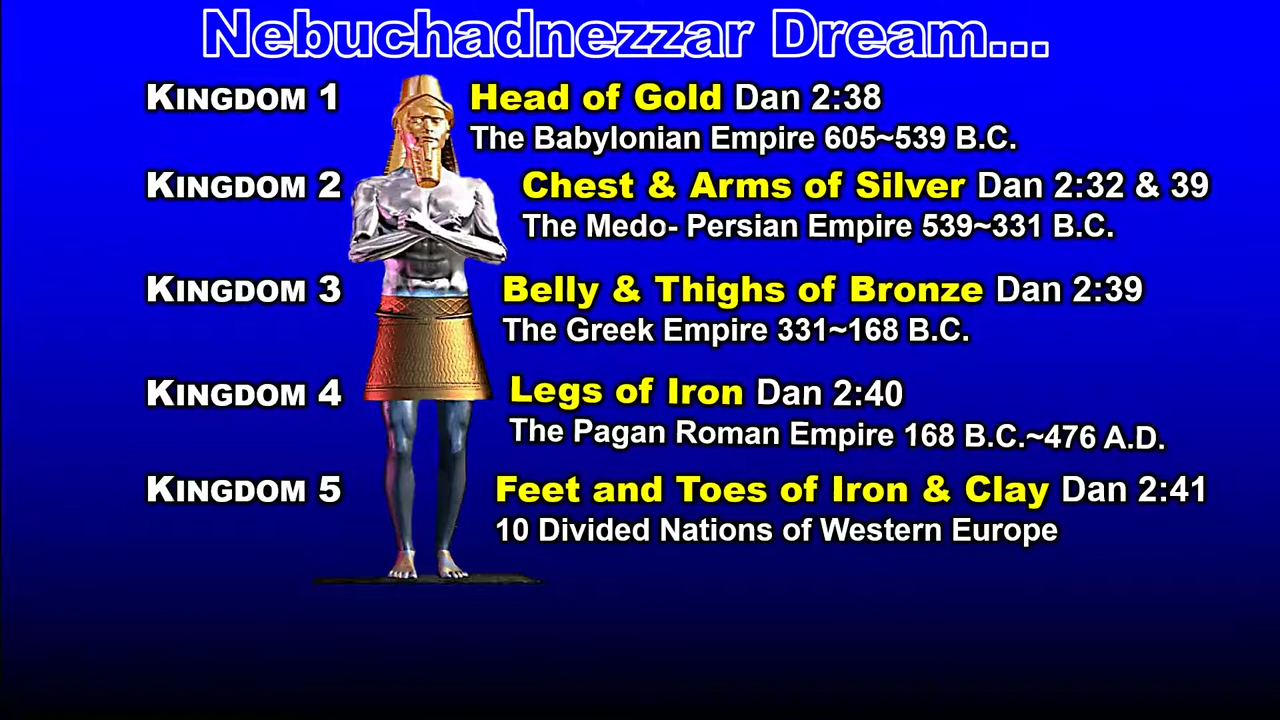 Nebuchadnezzar Dream...
KINGDOM 1
Head of Gold Dan 2:38
The Babylonian Empire 605~539 B.C.
KINGDOM 2
Chest & Arms of Silver Dan 2:32 & 39
The Medo- Persian Empire 539~331 B.C.
KINGDOM 3
Belly & Thighs of Bronze Dan 2:39
The Greek Empire 331~168 B.C.
KINGDOM 4
Legs of Iron Dan 2:40
The Pagan Roman Empire 168 B.C.~476 A.D.
KINGDOM 5
Feet and Toes of Iron & Clay Dan 2:41
10 Divided Nations of Western Europe